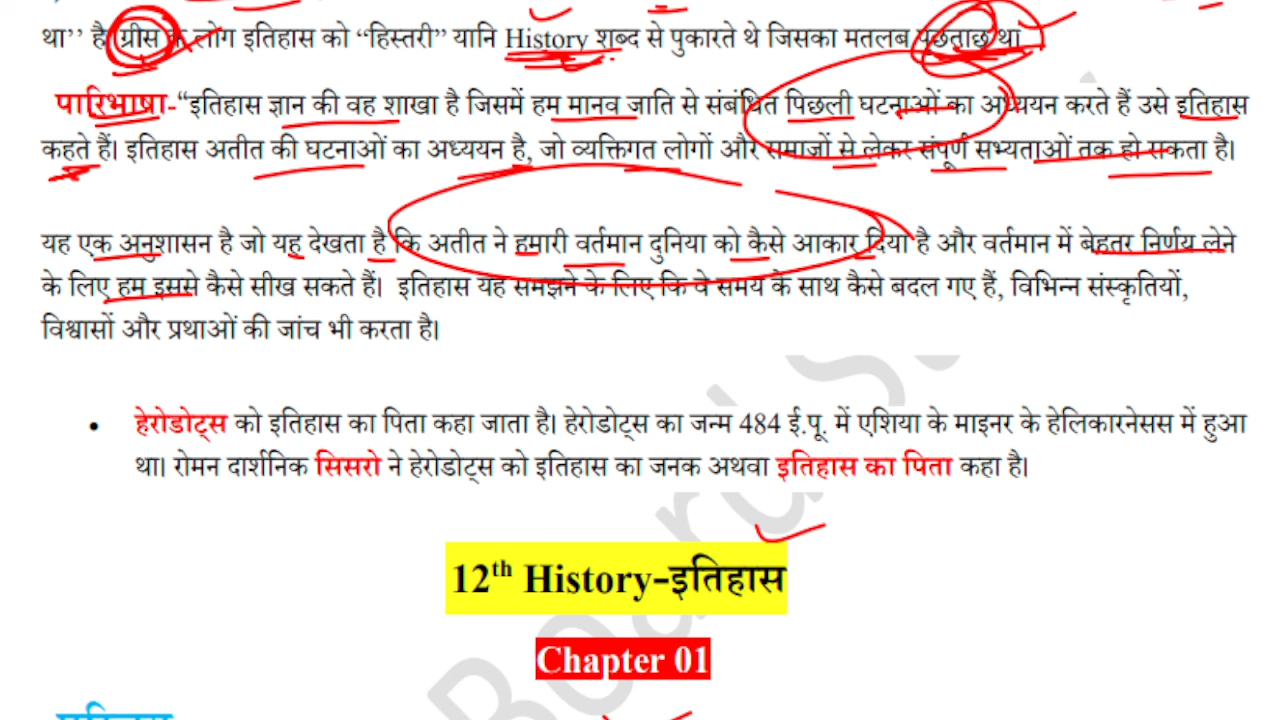 था’’ है ग्रीस के लोग इतिहास को “हिस्तरी” यानि History शब्द से पुकारते थे जिसका मतलब पूछताछ था
पारिभाषा-“इतिहास ज्ञान की वह शाखा है जिसमें हम मानव जाति से संबंधित पिछली घटनाओं का अध्ययन करते हैं उसे इतिहास
कहते हैं। इतिहास अतीत की घटनाओं का अध्ययन है, जो व्यक्तिगत लोगों और समाजों से लेकर संपूर्ण सभ्यताओं तक हो सकता है।
यह एक अनुशासन है जो यह देखता है कि अतीत ने हमारी वर्तमान दुनिया को कैसे आकार दिया है और वर्तमान में बेहतर निर्णय लेने
के लिए हम इससे कैसे सीख सकते हैं। इतिहास यह समझने के लिए कि वे समय के साथ कैसे बदल गए हैं, विभिन्न संस्कृतियों,
विश्वासों और प्रथाओं की जांच भी करता है।
• हेरोडोट्स को इतिहास का पिता कहा जाता है। हेरोडोट्स का जन्म 484 ई.पू. में एशिया के माइनर के हेलिकारनेसस में हुआ
था। रोमन दार्शनिक सिसरो ने हेरोडोट्स को इतिहास का जनक अथवा इतिहास का पिता कहा है।
12th History-इतिहास
Chapter 01